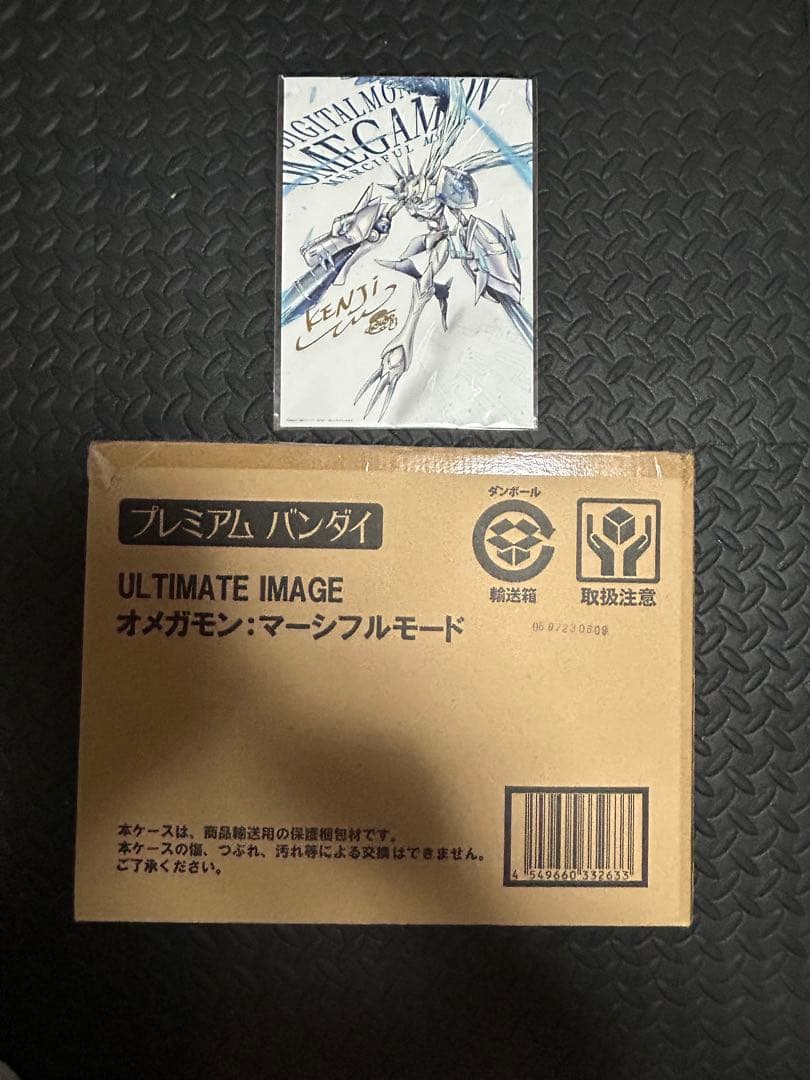 DIGITALMON
OMEGAMON
MERCIFUL
KENJI
プレミアム バンダイ
ダンボール
輸送箱
取扱注意
ULTIMATE IMAGE
オメガモン:マーシフルモード
本ケースは、商品輸送用の保護梱包材です。
本ケースの傷、つぶれ、汚れ等による交換はできません。
ご了承ください。
4 549660 332633